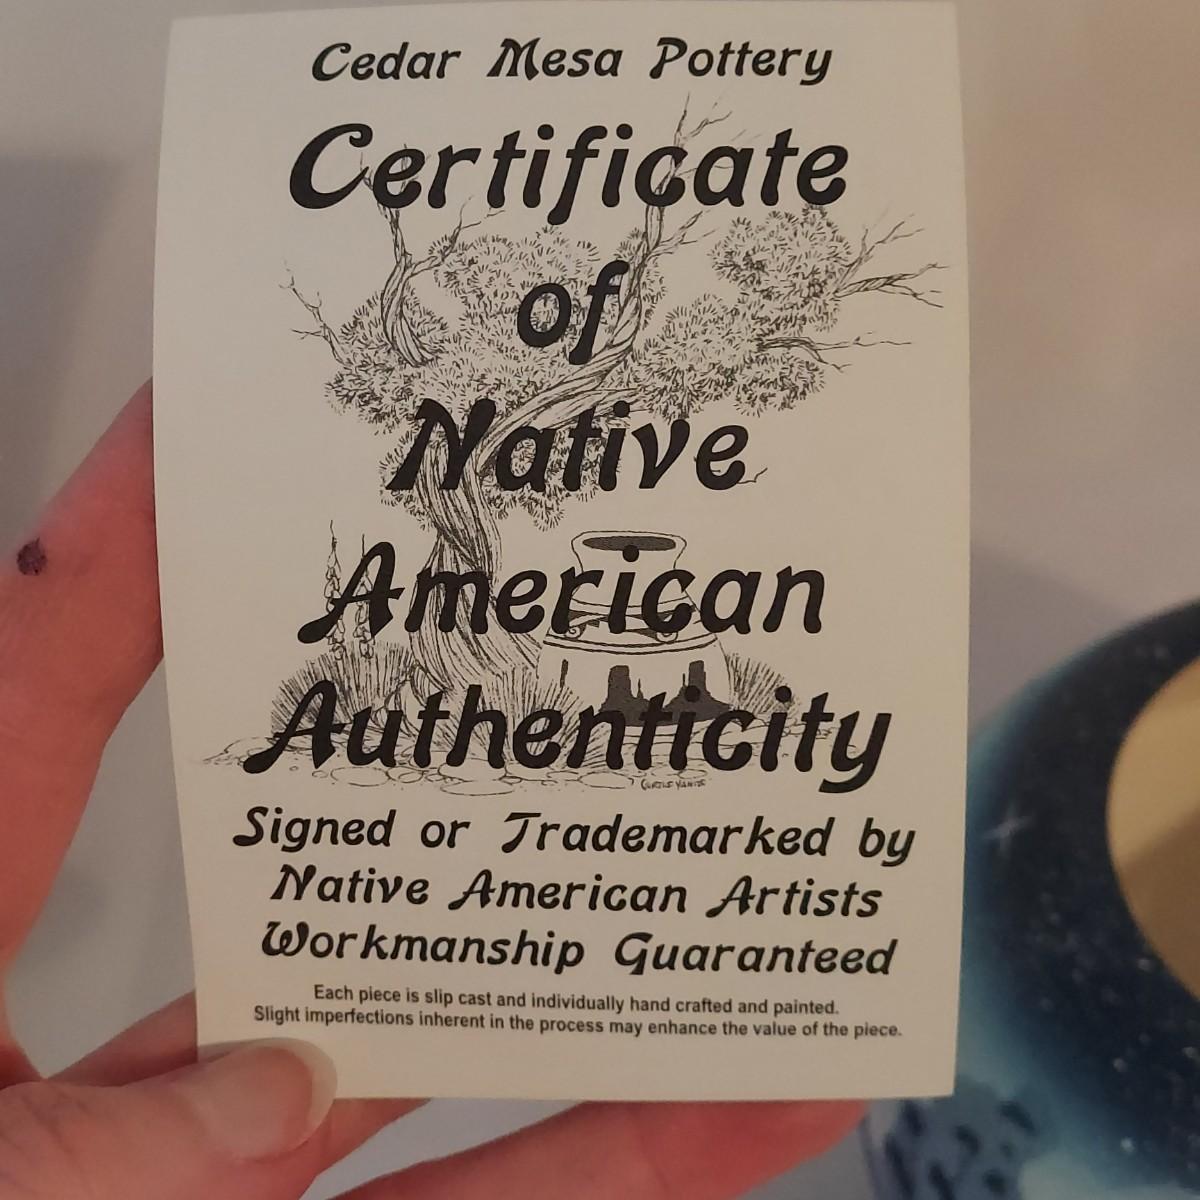 Cedar Mesa Pottery
Certificate
of
Native
American
Authenticity
Signed or Trademarked by
Native American Artists
Workmanship Guaranteed
Each piece is slip cast and individually hand crafted and painted.
Slight imperfections inherent in the process may enhance the value of the piece.